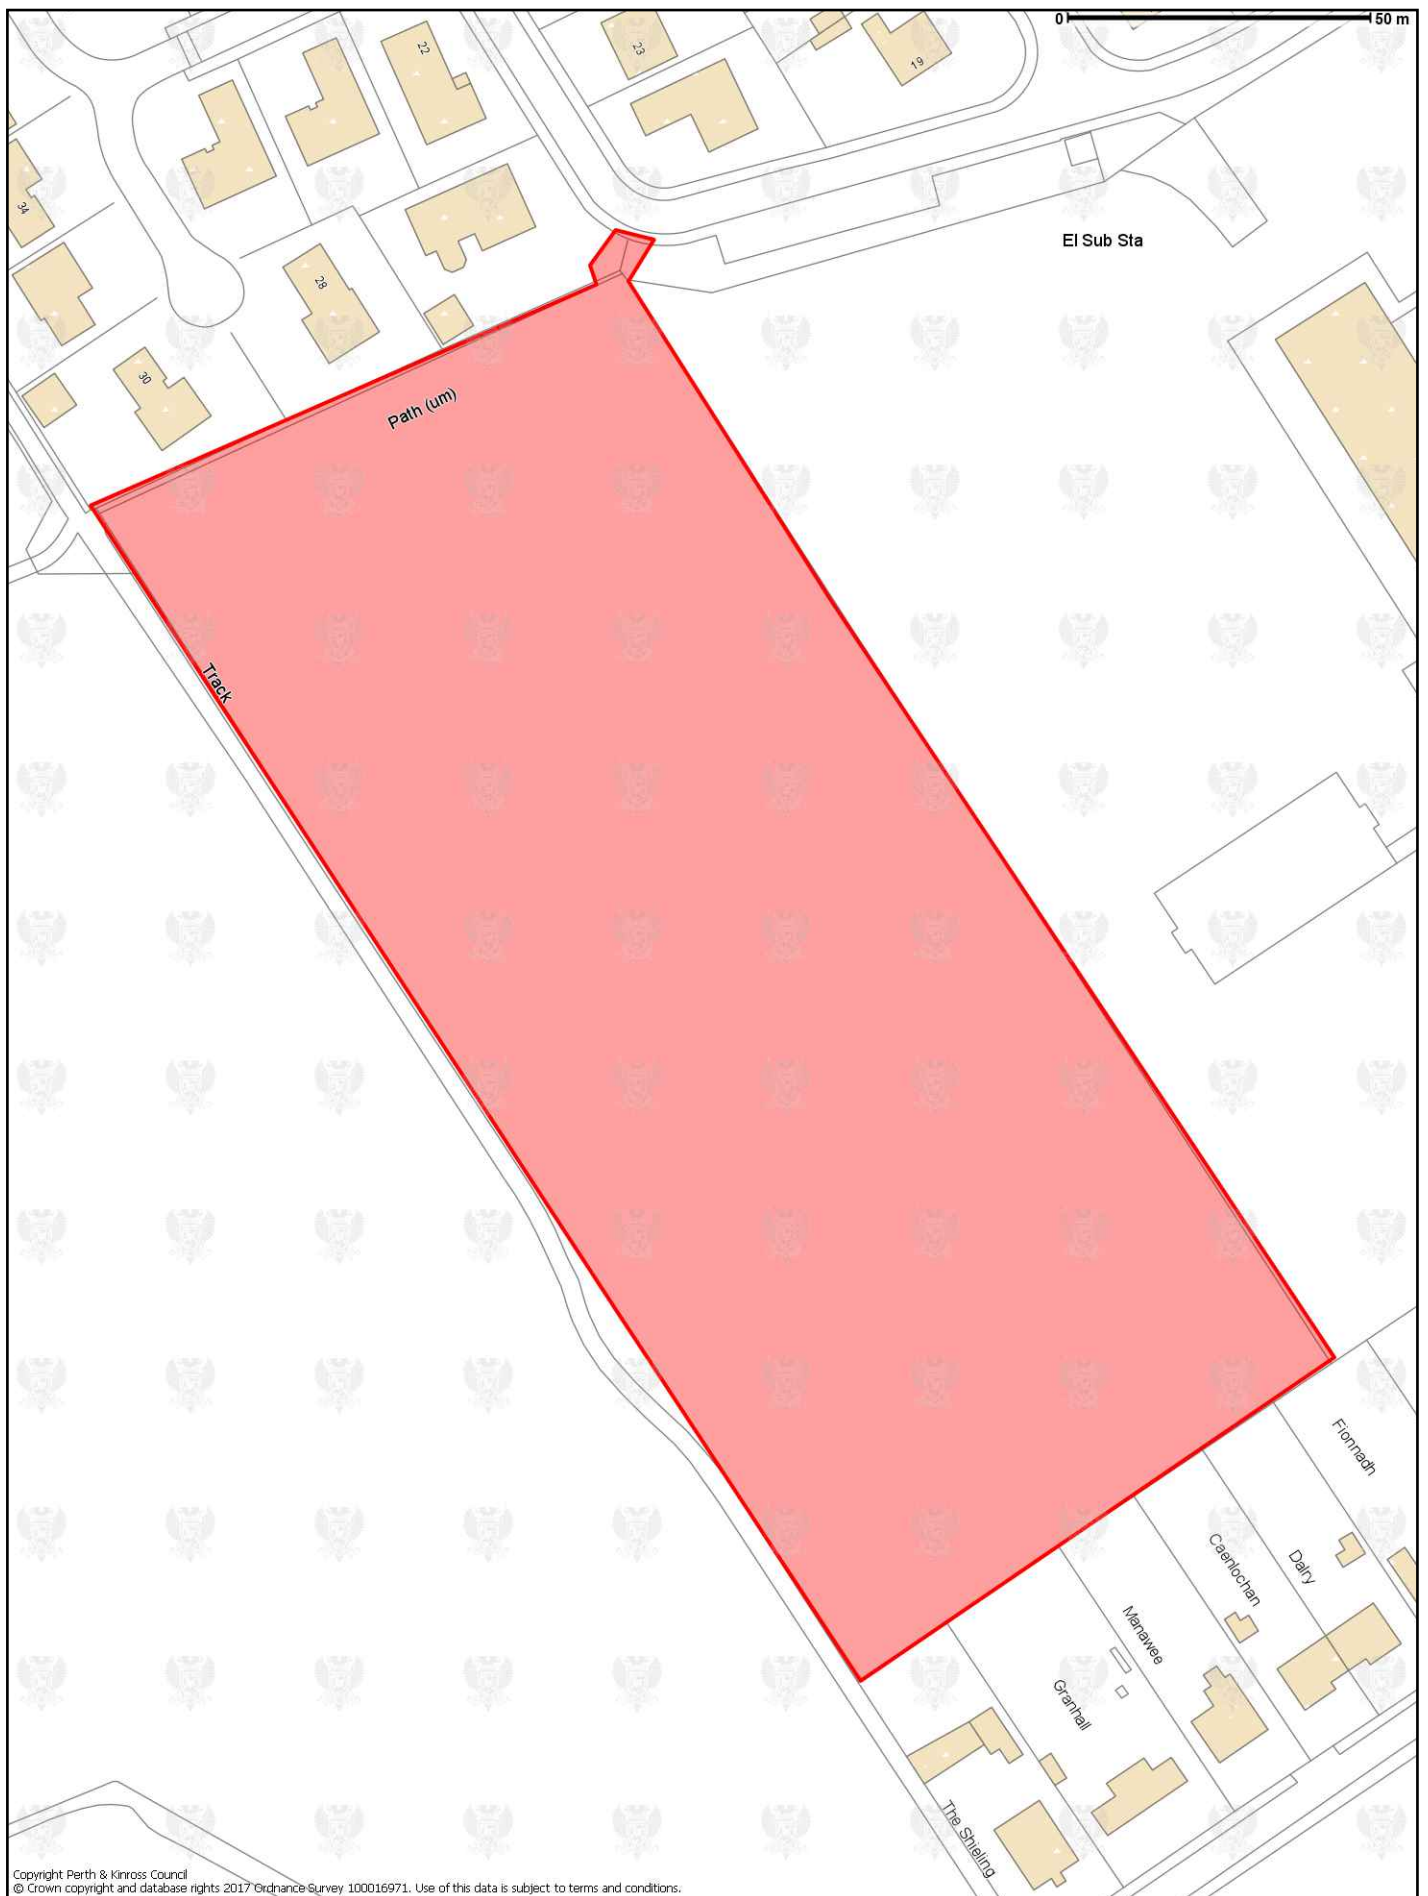 0 50 m
22
23
19
34
El Sub Sta
28
30
Path (um)
Track
Fionnadh
Dalry
Caenlochan
Manawee
Granhall
The Shieling
Copyright Perth & Kinross Council
© Crown copyright and database rights 2017 Ordnance Survey 100016971. Use of this data is subject to terms and conditions.